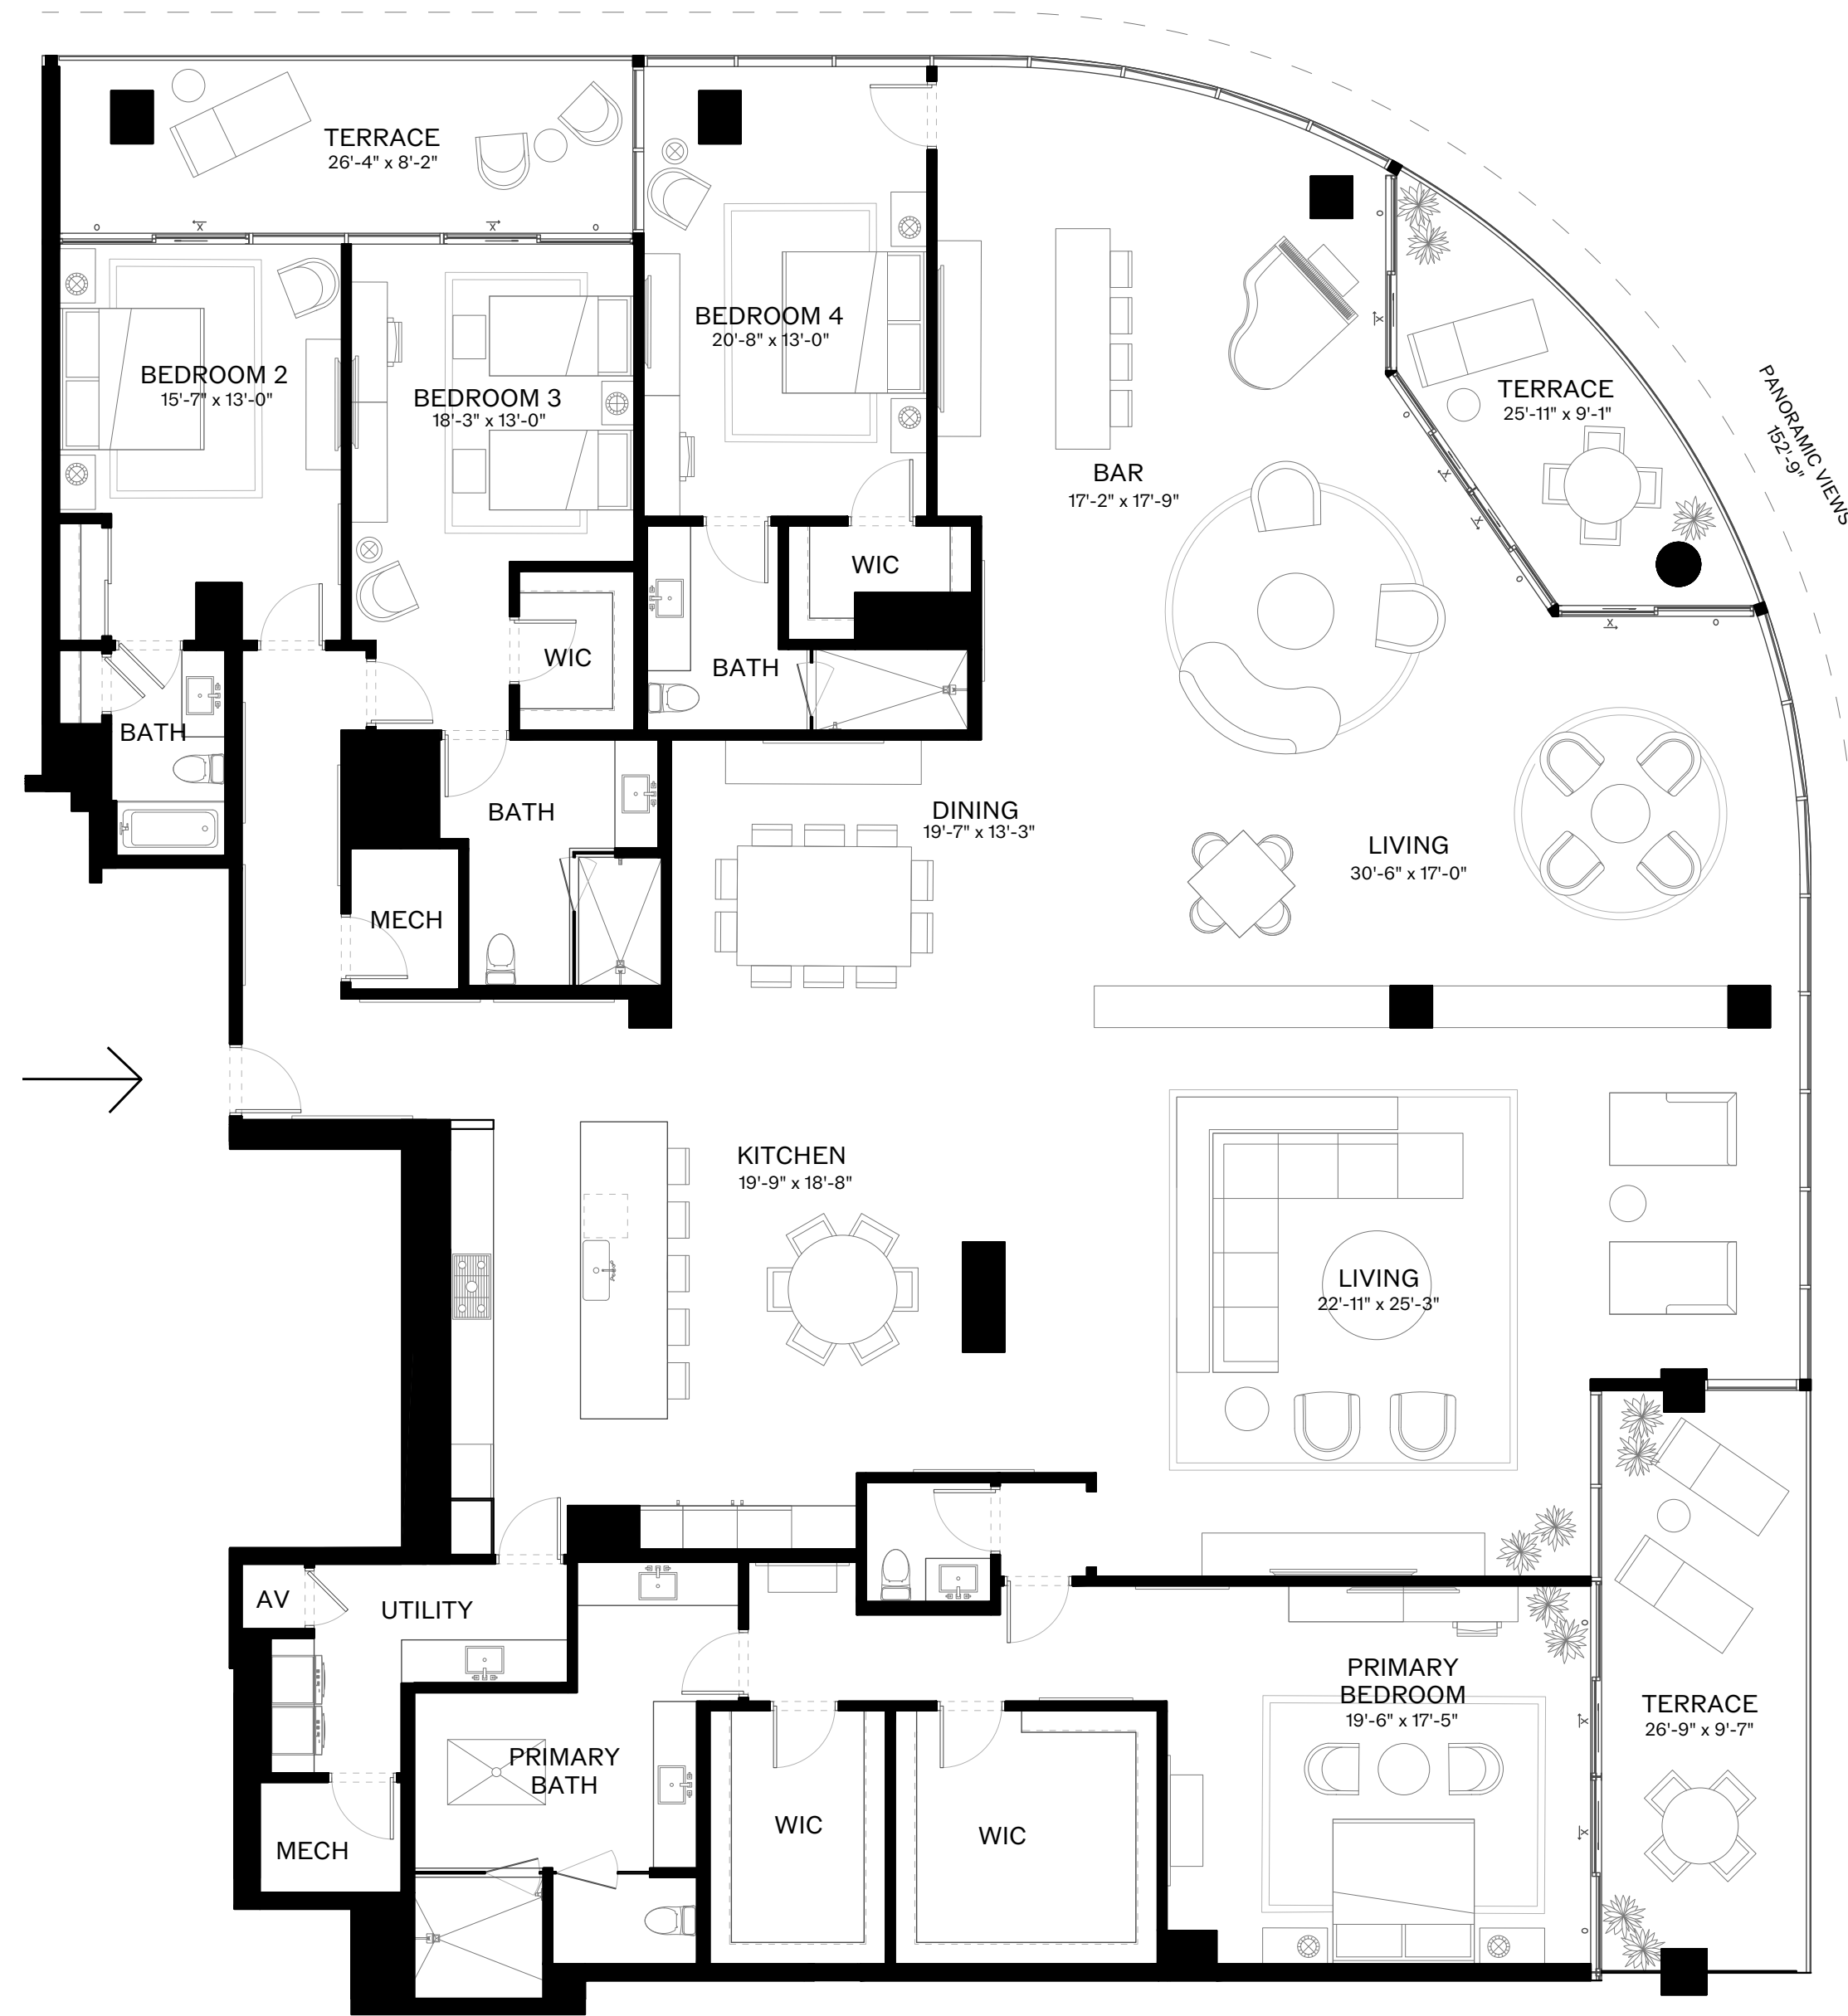 TERRACE
26'-4" x 8'-2"
BEDROOM 4
20'-8" x 13'-0"
BEDROOM 2
15'-7" x 13'-0"
BEDROOM 3
18'-3" x 13'-0"
TERRACE
25'-11" x 9'-1"
PANORAMIC VIEWS
152'-9"
BAR
17'-2" x 17'-9"
WIC
WIC
BATH
BATH
BATH
DINING
19'-7" x 13'-3"
LIVING
30'-6" x 17'-0"
MECH
KITCHEN
19'-9" x 18'-8"
LIVING
22'-11" x 25'-3"
AV
UTILITY
PRIMARY
BEDROOM
19'-6" x 17'-5"
TERRACE
26'-9" x 9'-7"
PRIMARY
BATH
WIC
WIC
MECH
O
X
X
O
O
X
O
X
X
O
X
O
O
X
X
O